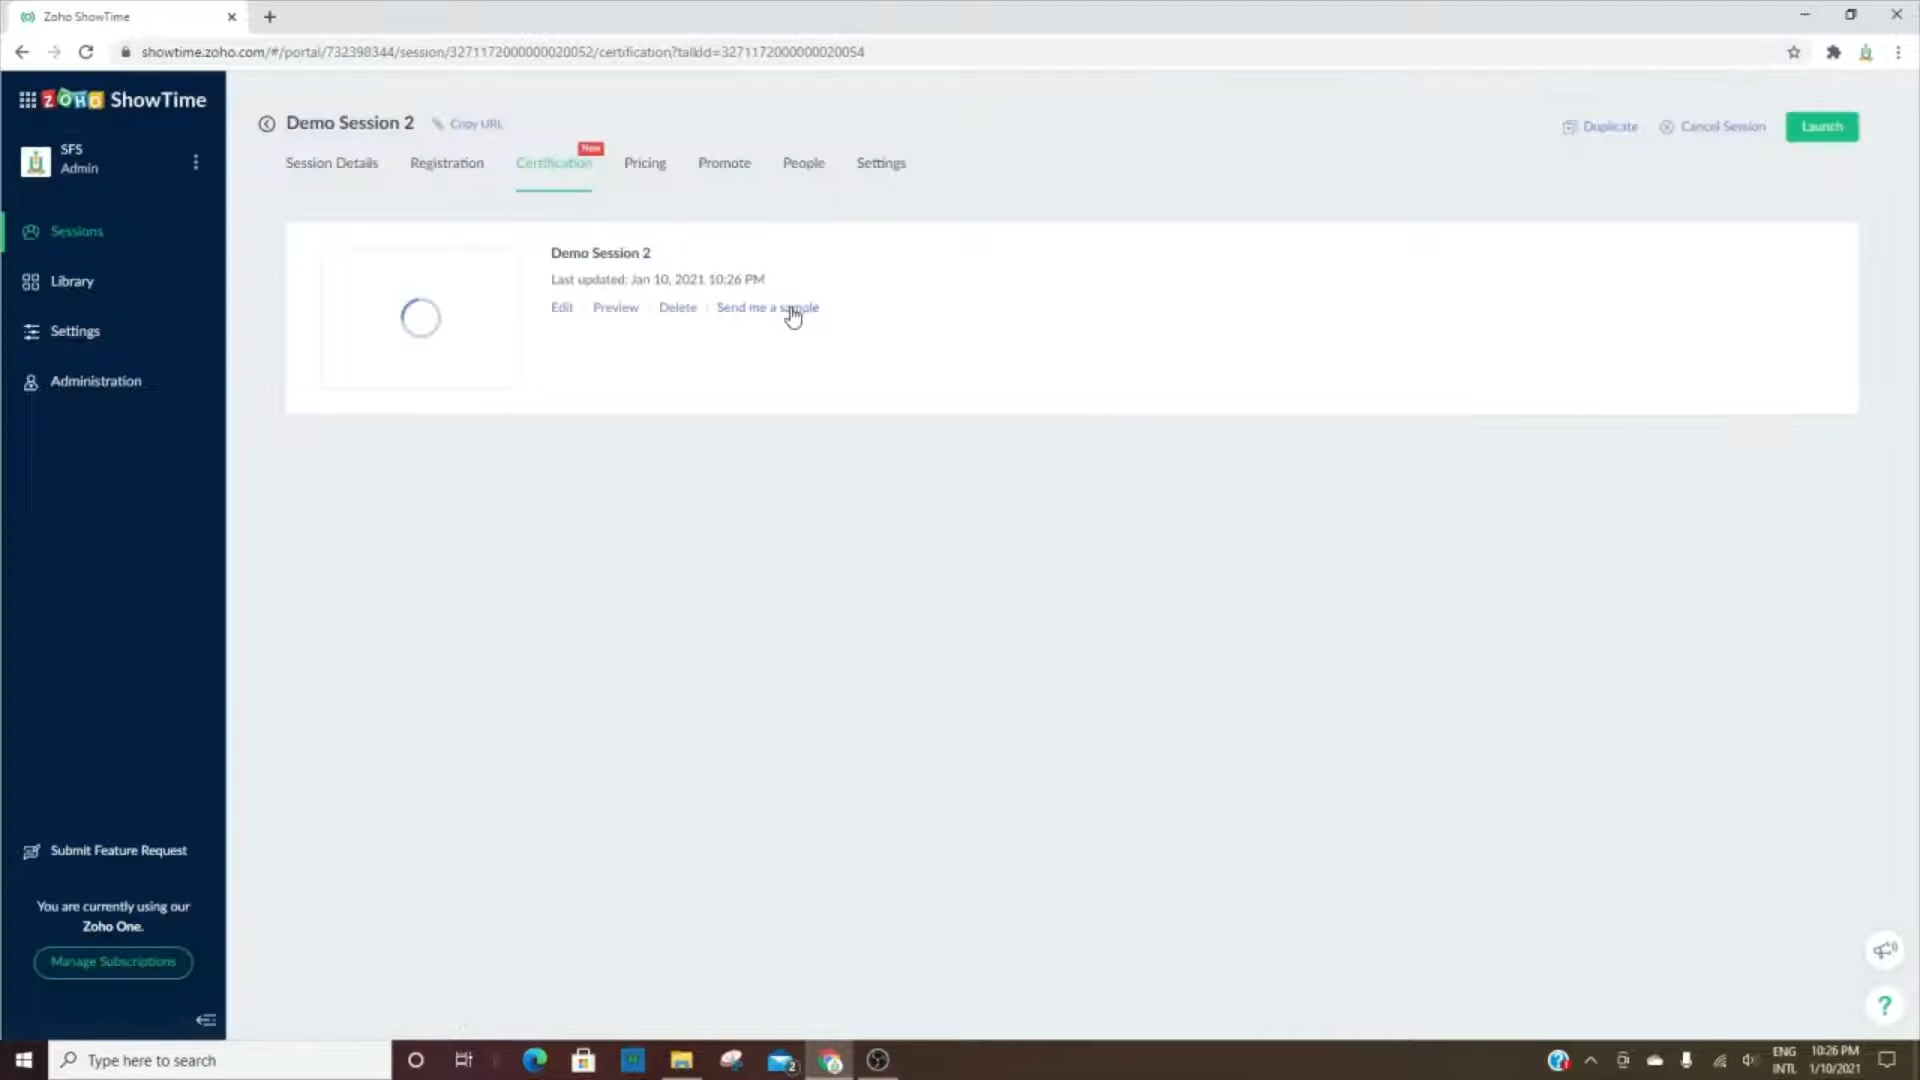 Zoho ShowTime
showtime.zoho.com/#/portal/732398344/session/3271172000000020052/certification?talkId=3271172000000020054
ZOHO ShowTime
SFS
Admin
Sessions
Library
Settings
Administration
Submit Feature Request
You are currently using our
Zoho One.
Manage Subscriptions
Demo Session 2
Copy URL
Duplicate
Cancel Session
Launch
New
Session Details Registration Certification Pricing Promote People Settings
Demo Session 2
Last updated: Jan 10, 2021 10:26 PM
Edit Preview Delete Send me a sample
?
Type here to search
2
ENG
INTL
10:26 PM
1/10/2021